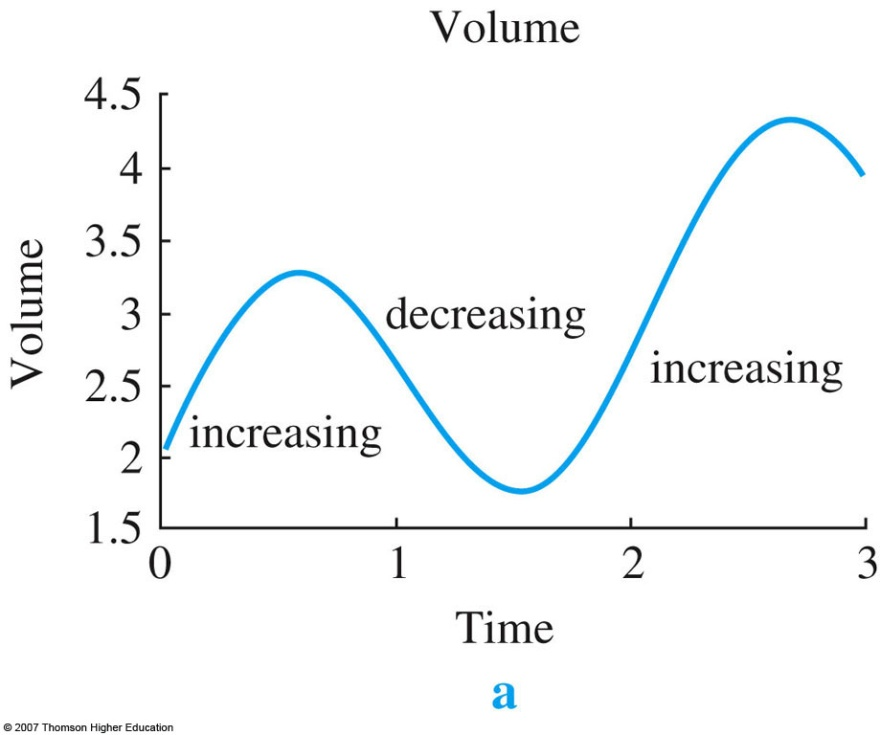 Volume
4.5
4
3.5
3
2.5
2
1.5
Volume
decreasing
increasing
increasing
0 1 2 3
Time
a
© 2007 Thomson Higher Education